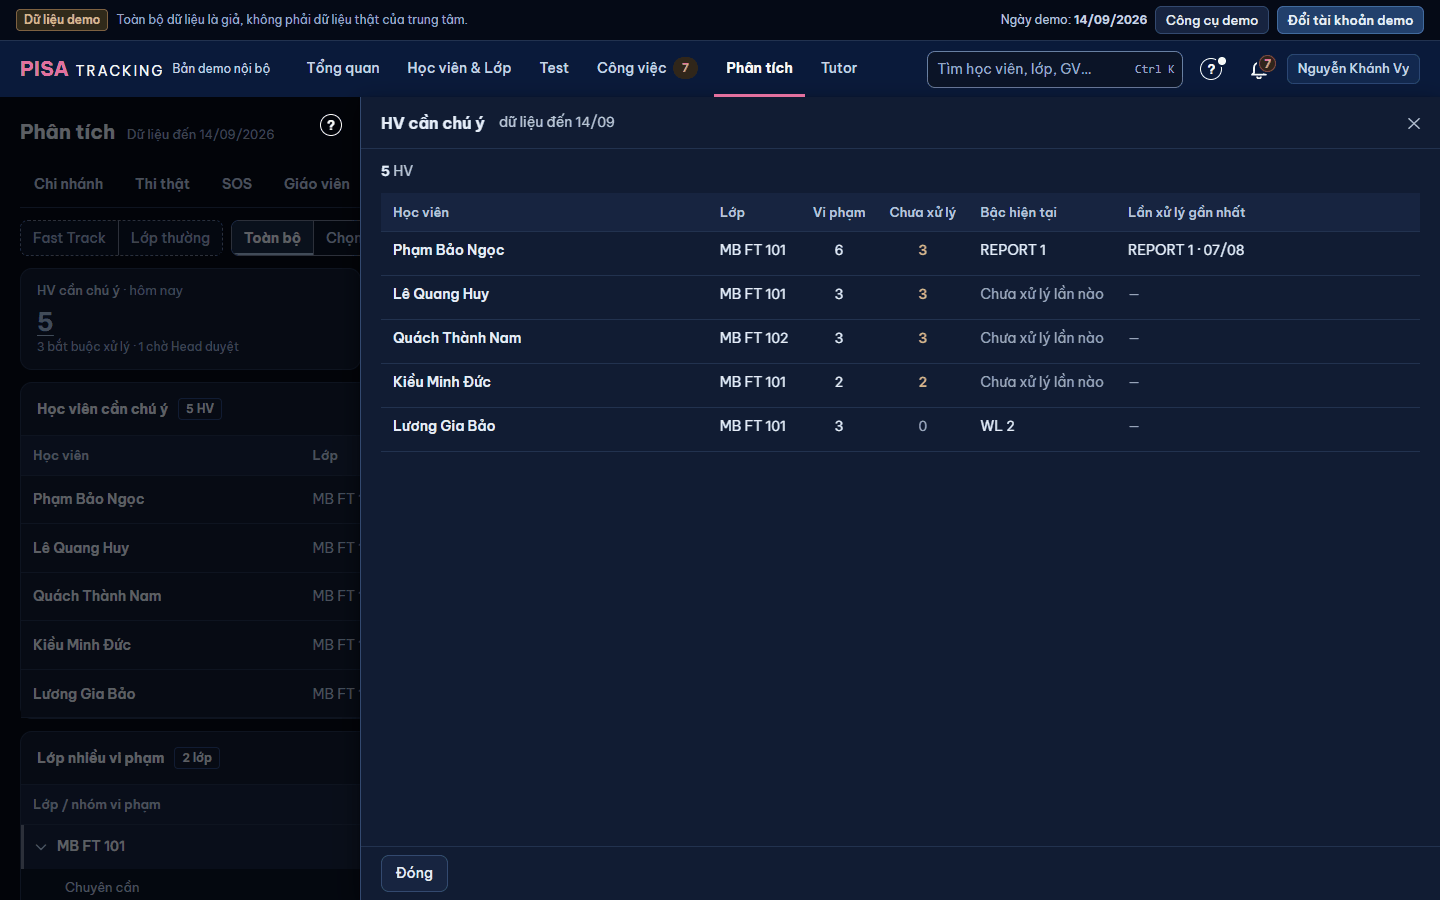 Dữ liệu demo Toàn bộ dữ liệu là giả, không phải dữ liệu thật của trung tâm. Ngày demo: 14/09/2026 Công cụ demo Đổi tài khoản demo
PISA TRACKING Bản demo nội bộ Tổng quan Học viên & Lớp Test Công việc 7 Phân tích Tutor Tìm học viên, lớp, GV... Ctrl K ? 7 Nguyễn Khánh Vy
Phân tích Dữ liệu đến 14/09/2026 ?
Chi nhánh Thi thật SOS Giáo viên
Fast Track Lớp thường Toàn bộ Chọn
HV cần chú ý · hôm nay
5
3 bắt buộc xử lý · 1 chờ Head duyệt
Học viên cần chú ý 5 HV
Học viên Lớp
Phạm Bảo Ngọc MB FT
Lê Quang Huy MB FT
Quách Thành Nam MB FT
Kiều Minh Đức MB FT
Lương Gia Bảo MB FT
Lớp nhiều vi phạm 2 lớp
Lớp / nhóm vi phạm
MB FT 101
Chuyên cần
HV cần chú ý dữ liệu đến 14/09
5 HV
Học viên Lớp Vi phạm Chưa xử lý Bậc hiện tại Lần xử lý gần nhất
Phạm Bảo Ngọc MB FT 101 6 3 REPORT 1 REPORT 1 · 07/08
Lê Quang Huy MB FT 101 3 3 Chưa xử lý lần nào —
Quách Thành Nam MB FT 102 3 3 Chưa xử lý lần nào —
Kiều Minh Đức MB FT 101 2 2 Chưa xử lý lần nào —
Lương Gia Bảo MB FT 101 3 0 WL 2 —
Đóng